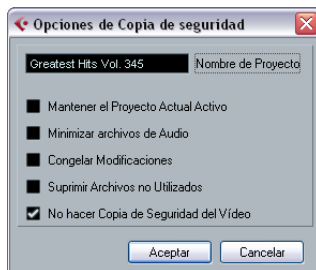 Opciones de Copia de seguridad
Greatest Hits Vol. 345 Nombre de Proyecto
Mantener el Proyecto Actual Activo
Minimizar archivos de Audio
Congelar Modificaciones
Suprimir Archivos no Utilizados
No hacer Copia de Seguridad del Vídeo
Aceptar Cancelar